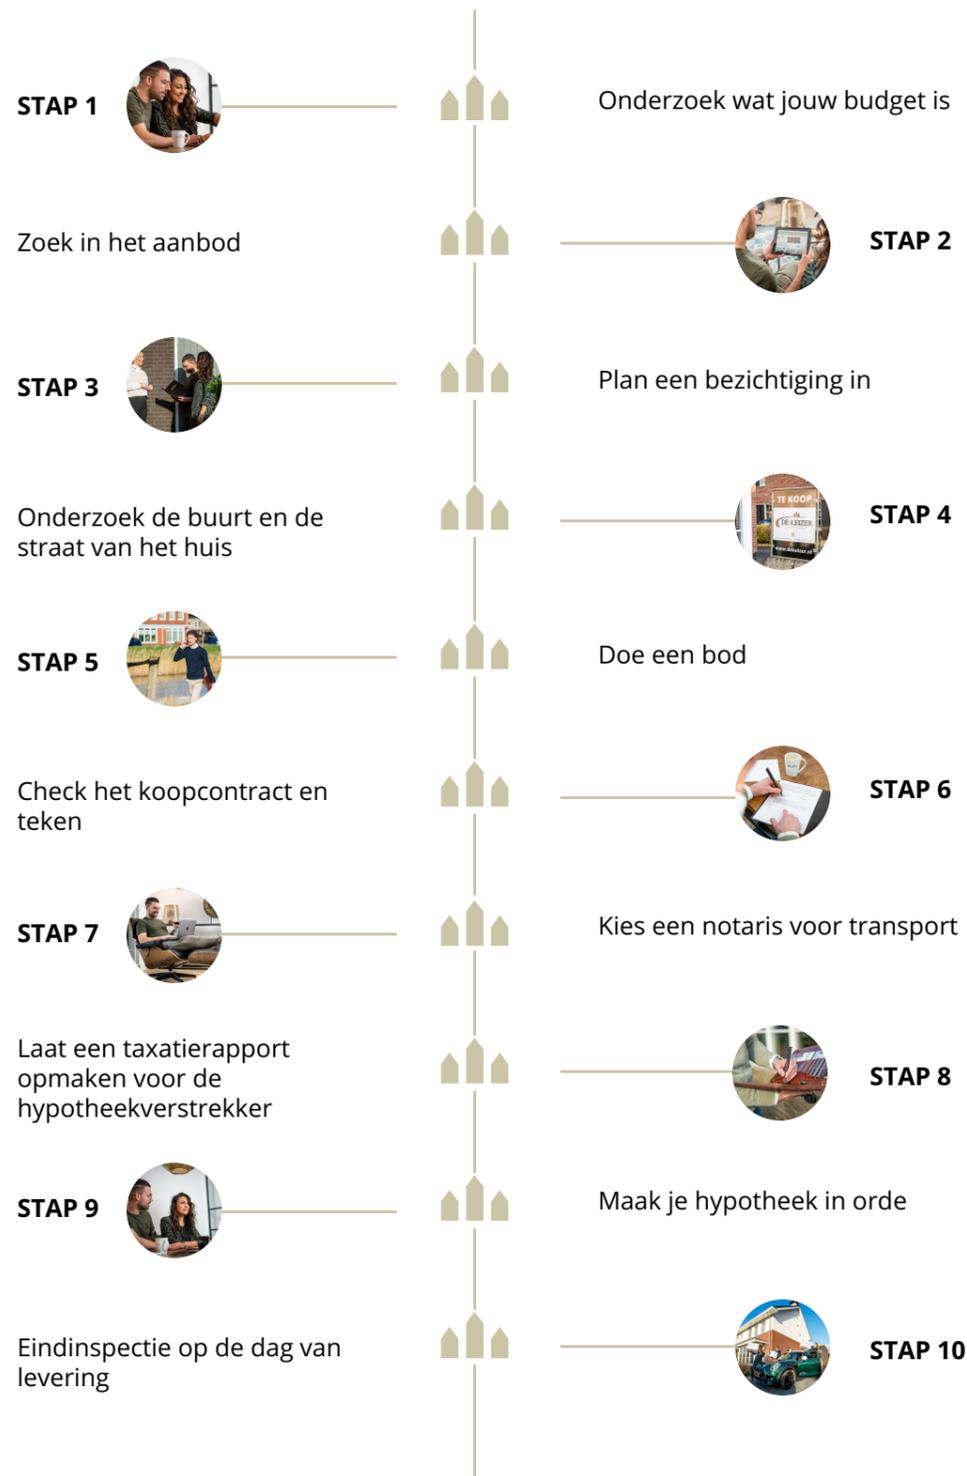 STAP 1
Onderzoek wat jouw budget is
Zoek in het aanbod
STAP 2
STAP 3
Plan een bezichtiging in
Onderzoek de buurt en de
straat van het huis
TE KOOP
DE KEIZER
STAP 4
STAP 5
Doe een bod
Check het koopcontract en
teken
STAP 6
STAP 7
Kies een notaris voor transport
Laat een taxatierapport
opmaken voor de
hypotheekverstrekker
STAP 8
STAP 9
Maak je hypotheek in orde
Eindinspectie op de dag van
levering
STAP 10